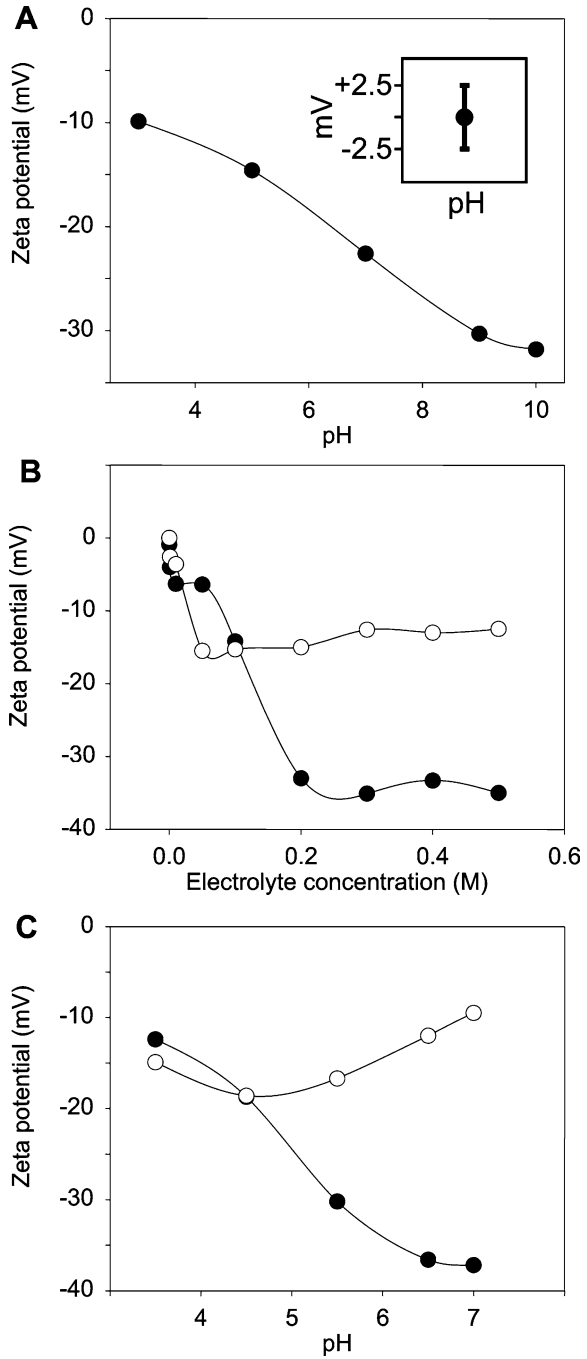 A
0
-10
-20
-30
Zeta potential (mV)
+2.5
-2.5
mV
pH
4
6
8
10
pH
B
0
-10
-20
-30
-40
Zeta potential (mV)
0.0
0.2
0.4
0.6
Electrolyte concentration (M)
C
0
-10
-20
-30
-40
Zeta potential (mV)
4
5
6
7
pH